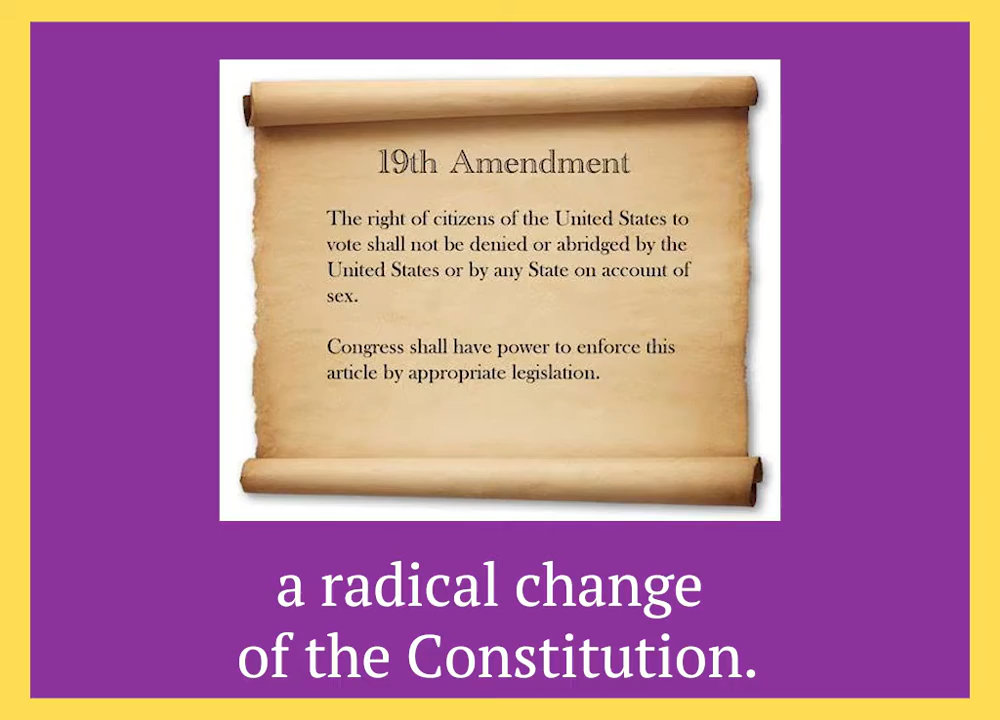 19th Amendment
The right of citizens of the United States to
vote shall not be denied or abridged by the
United States or by any State on account of
sex.
Congress shall have power to enforce this
article by appropriate legislation.
a radical change
of the Constitution.